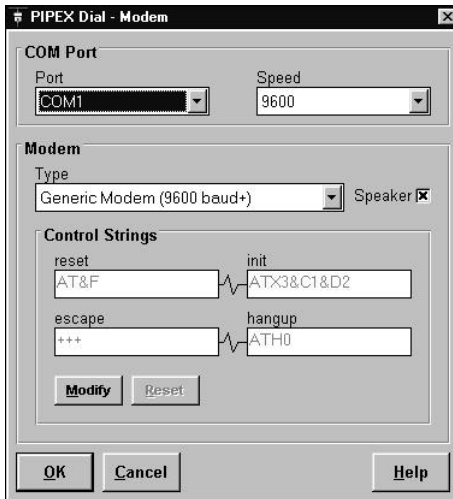 PIPEX Dial - Modem
COM Port
Port Speed
COM1 9600
Modem
Type
Generic Modem (9600 baud+) Speaker
Control Strings
reset init
AT&F ATX3&C1&D2
escape hangup
+++ ATH0
Modify Reset
OK Cancel Help